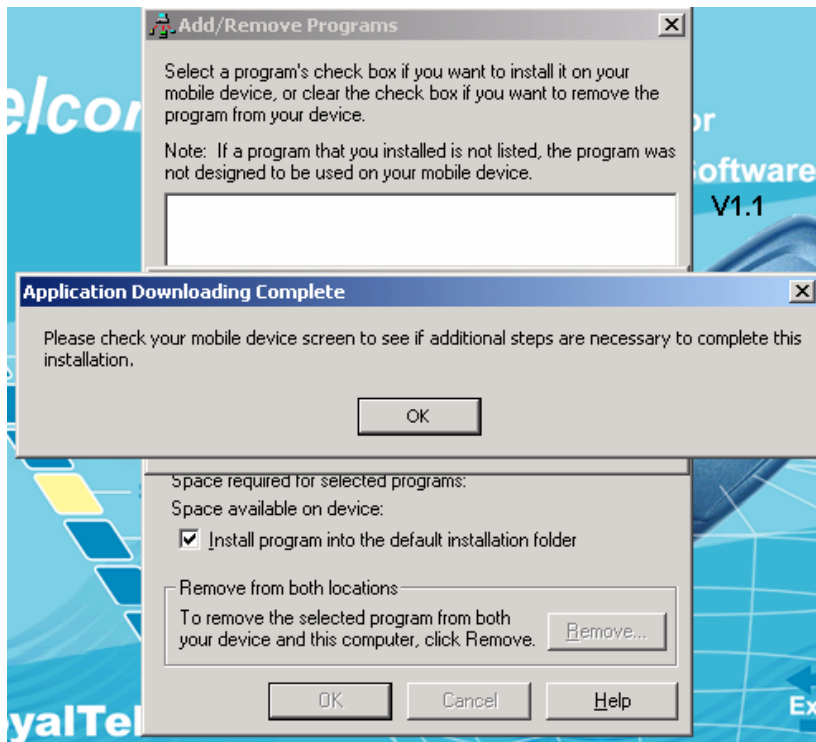 Add/Remove Programs
Select a program's check box if you want to install it on your
mobile device, or clear the check box if you want to remove the
program from your device.
Note: If a program that you installed is not listed, the program was
not designed to be used on your mobile device.
elcor
or
oftware
V1.1
Application Downloading Complete
Please check your mobile device screen to see if additional steps are necessary to complete this
installation.
OK
Space required for selected programs:
Space available on device:
Install program into the default installation folder
Remove from both locations
To remove the selected program from both
your device and this computer, click Remove.
Remove...
OK
Cancel
Help
yalTel
Ex